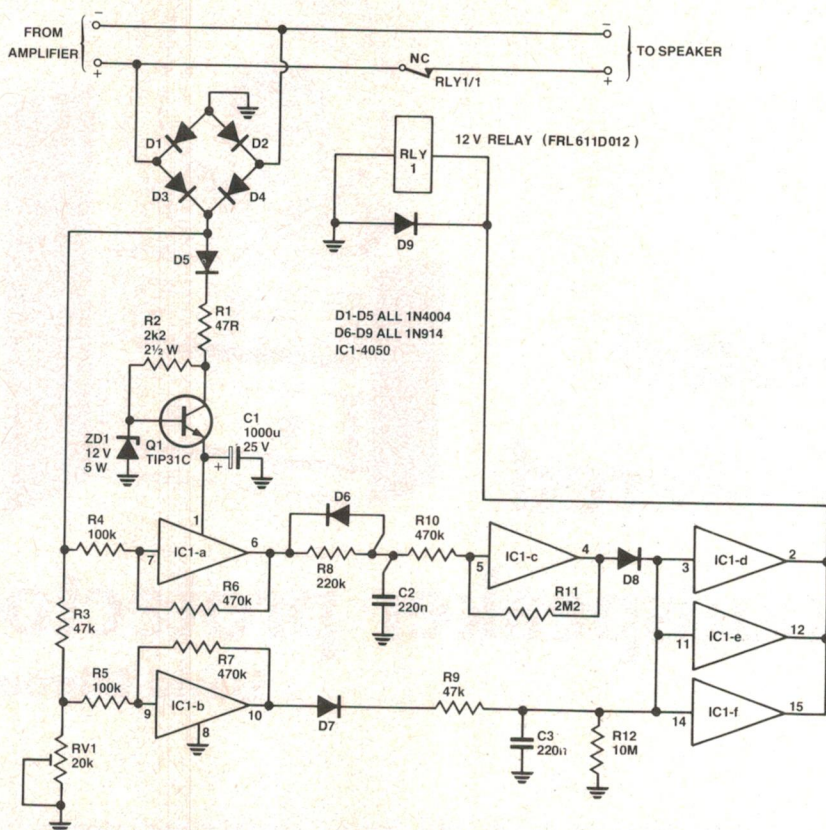 FROM
AMPLIFIER
−
+
−
+
TO SPEAKER
NC
RLY1/1
D1
D2
D3
D4
RLY
1
12 V RELAY (FRL611D012)
D9
D5
R1
47R
D1-D5 ALL 1N4004
D6-D9 ALL 1N914
IC1-4050
R2
2k2
2½ W
ZD1
12 V
5 W
Q1
TIP31C
C1
1000u
25 V
+
R4
100k
1
7
IC1-a
6
R6
470k
D6
R8
220k
C2
220n
R10
470k
5
IC1-c
4
R11
2M2
D8
3
IC1-d
2
11
IC1-e
12
14
IC1-f
15
R3
47k
R5
100k
R7
470k
9
IC1-b
10
8
D7
R9
47k
C3
220n
R12
10M
RV1
20k